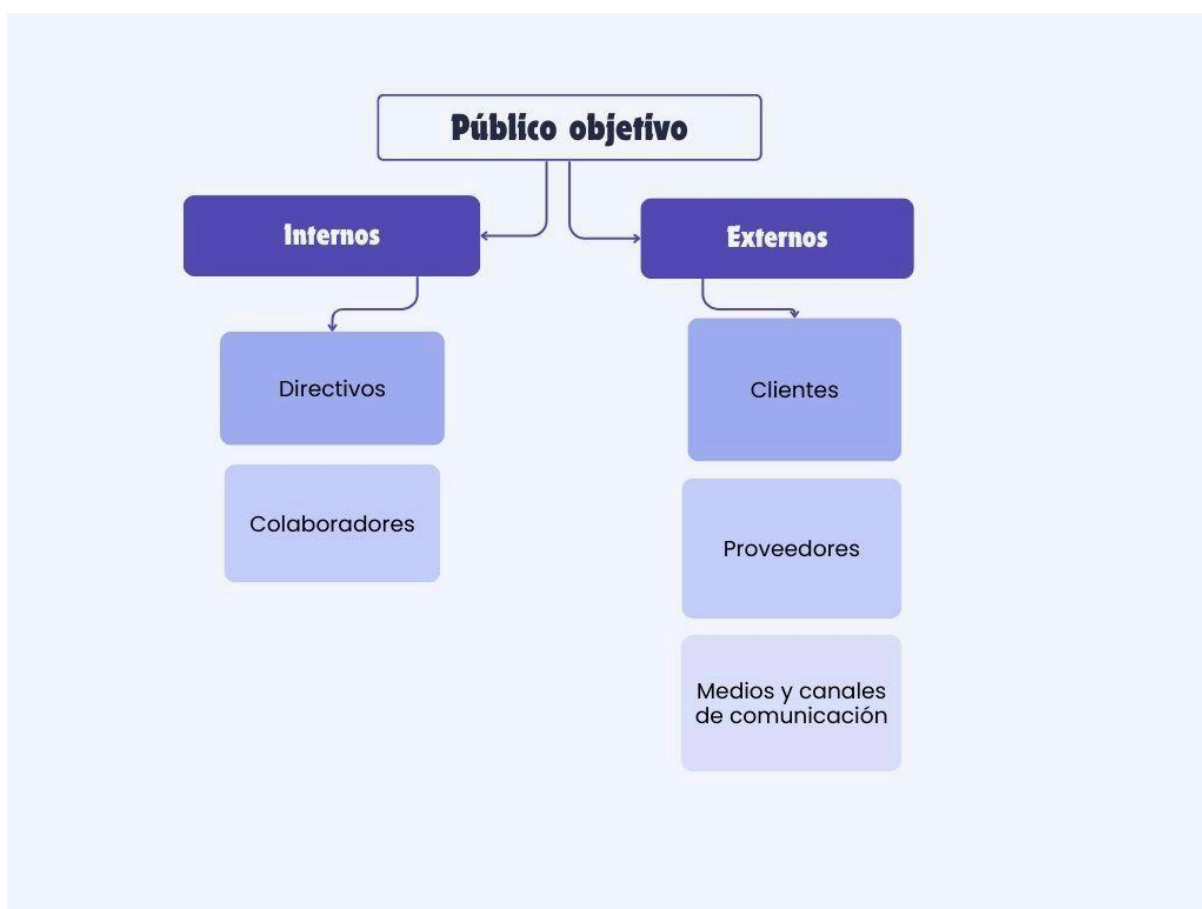 Público objetivo
Internos
Externos
Directivos
Colaboradores
Clientes
Proveedores
Medios y canales
de comunicación